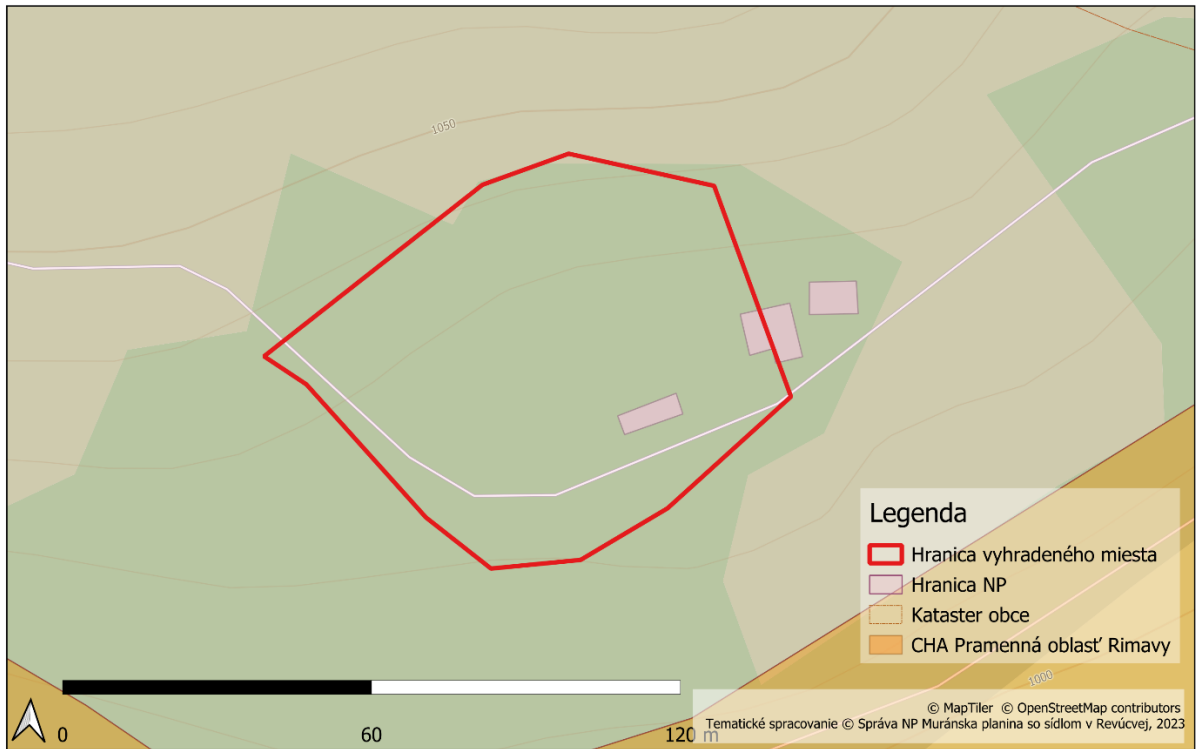 1050
Legenda
Hranica vyhradeného miesta
Hranica NP
Kataster obce
CHA Pramenná oblasť Rimavy
1000
© MapTiler © OpenStreetMap contributors
Tematické spracovanie © Správa NP Muránska planina so sídlom v Revúcvej, 2023
0 60 120 m